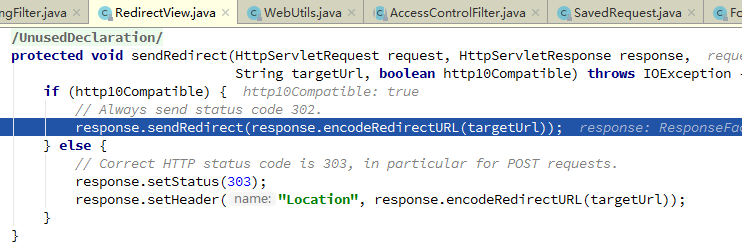 ngFilter.java × RedirectView.java × WebUtils.java × AccessControlFilter.java × SavedRequest.java × Fo
/UnusedDeclaration/
protected void sendRedirect(HttpServletRequest request, HttpServletResponse response, reque
String targetUrl, boolean http10Compatible) throws IOException
if (http10Compatible) { http10Compatible: true
// Always send status code 302.
response.sendRedirect(response.encodeRedirectURL(targetUrl)); response: ResponseFac
} else {
// Correct HTTP status code is 303, in particular for POST requests.
response.setStatus(303);
response.setHeader( name: "Location", response.encodeRedirectURL(targetUrl));
}
}